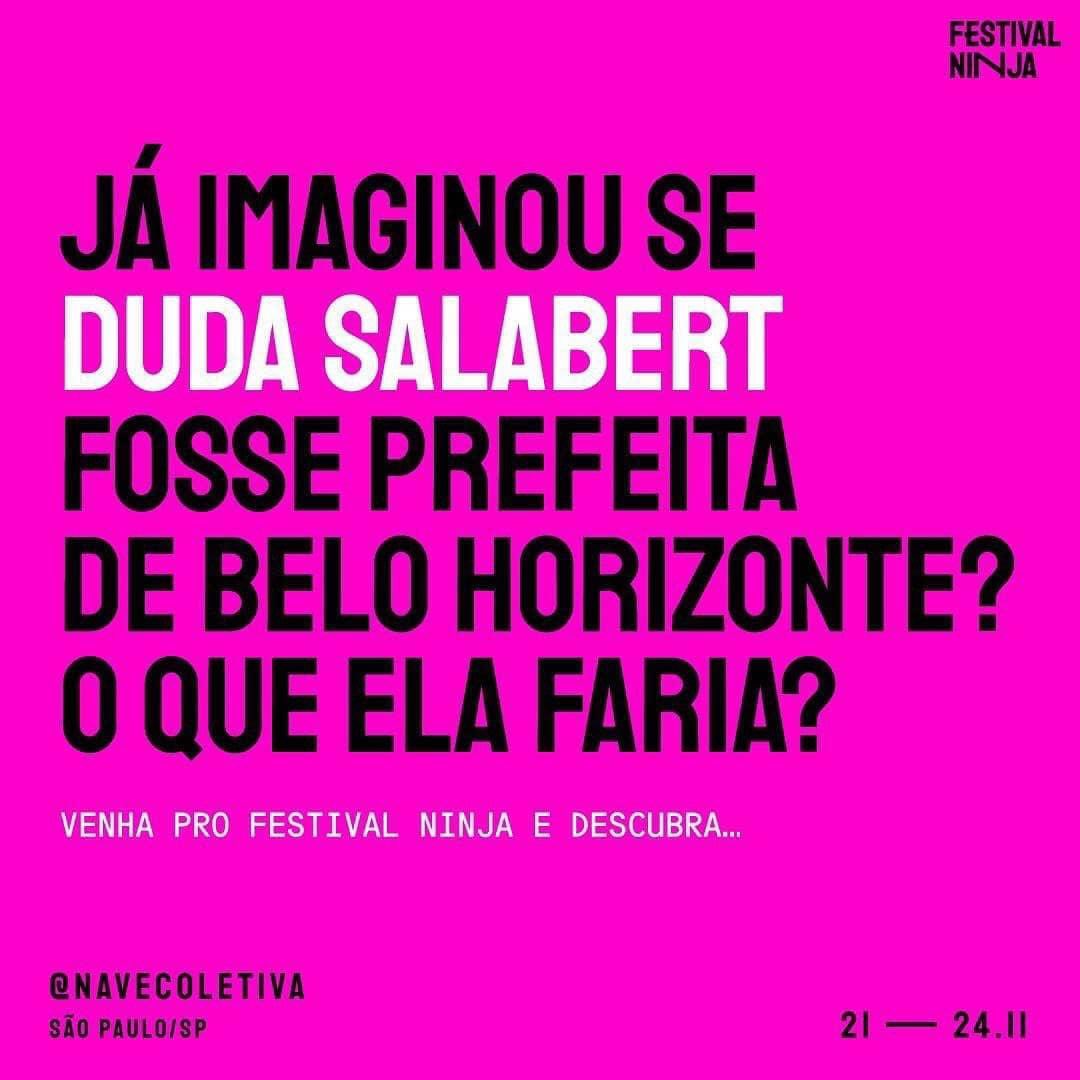 FESTIVAL
NINJA
JÁ IMAGINOU SE
DUDA SALABERT
FOSSE PREFEITA
DE BELO HORIZONTE?
O QUE ELA FARIA?
VENHA PRO FESTIVAL NINJA E DESCUBRA…
@NAVECOLETIVA
SÃO PAULO/SP
21 — 24.11